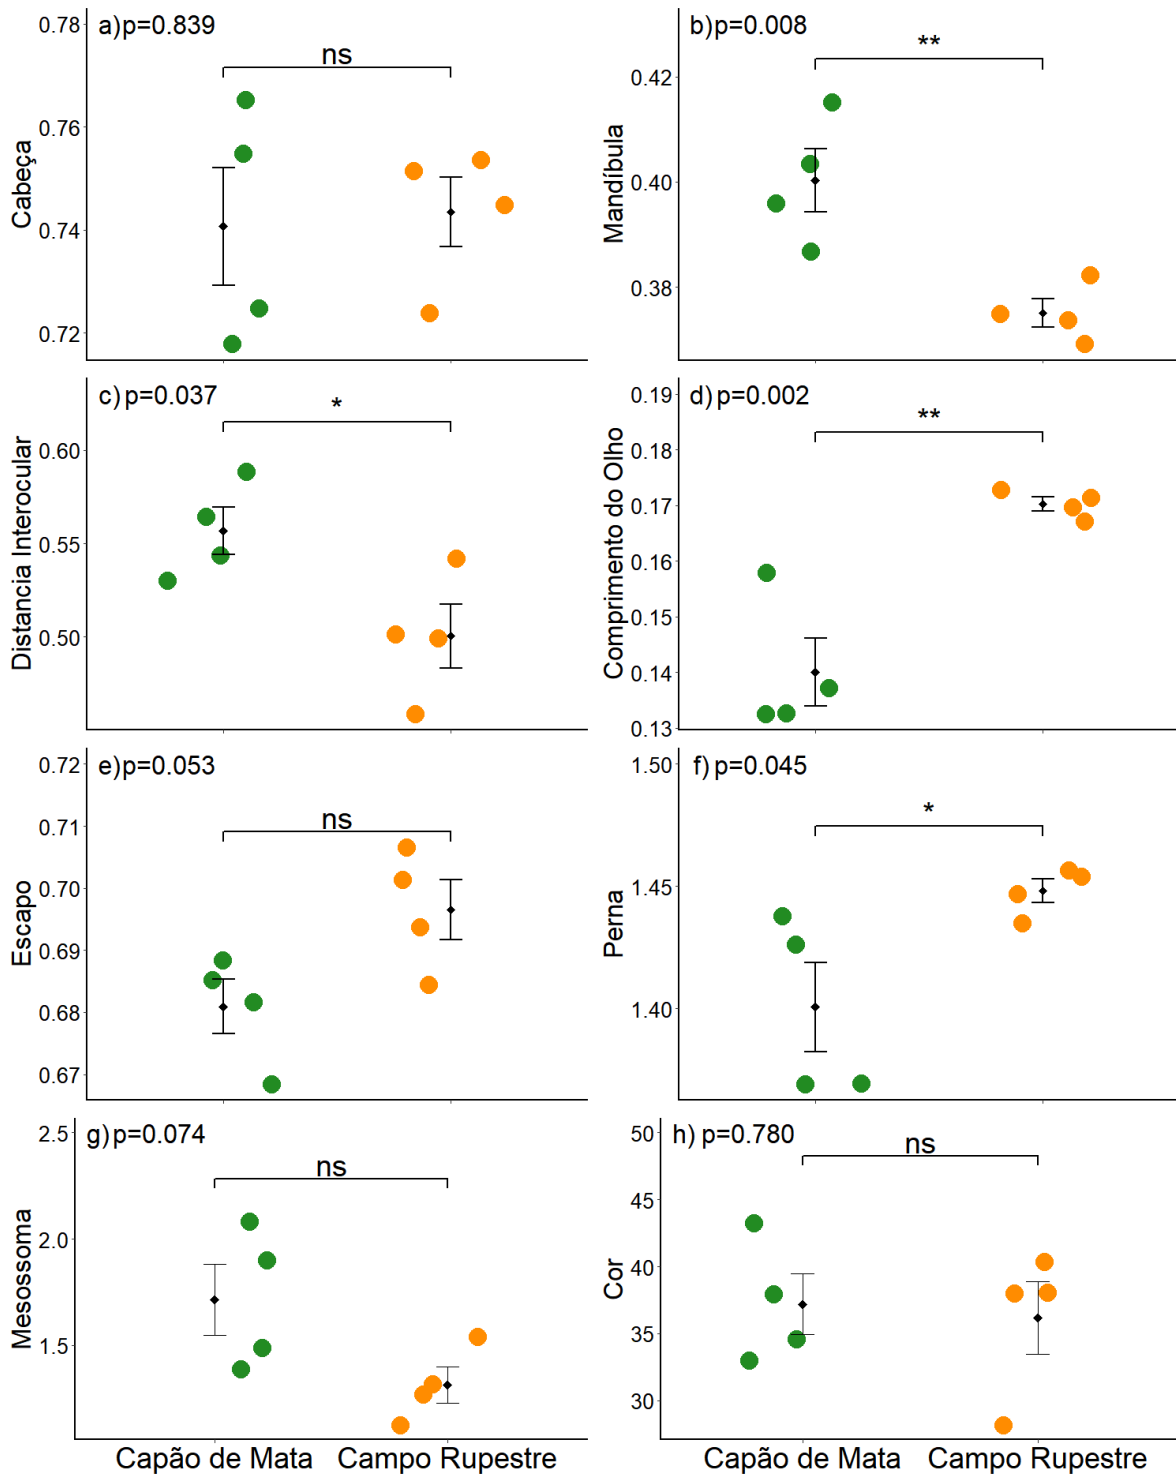 a)p=0.839
ns
Cabeça
0.78
0.76
0.74
0.72
b)p=0.008
**
Mandíbula
0.42
0.40
0.38
c)p=0.037
*
Distancia Interocular
0.60
0.55
0.50
d)p=0.002
**
Comprimento do Olho
0.19
0.18
0.17
0.16
0.15
0.14
0.13
e)p=0.053
ns
Escapo
0.72
0.71
0.70
0.69
0.68
0.67
f)p=0.045
*
Perna
1.50
1.45
1.40
g)p=0.074
ns
Mesossoma
2.5
2.0
1.5
Capão de Mata Campo Rupestre
h)p=0.780
ns
Cor
50
45
40
35
30
Capão de Mata Campo Rupestre